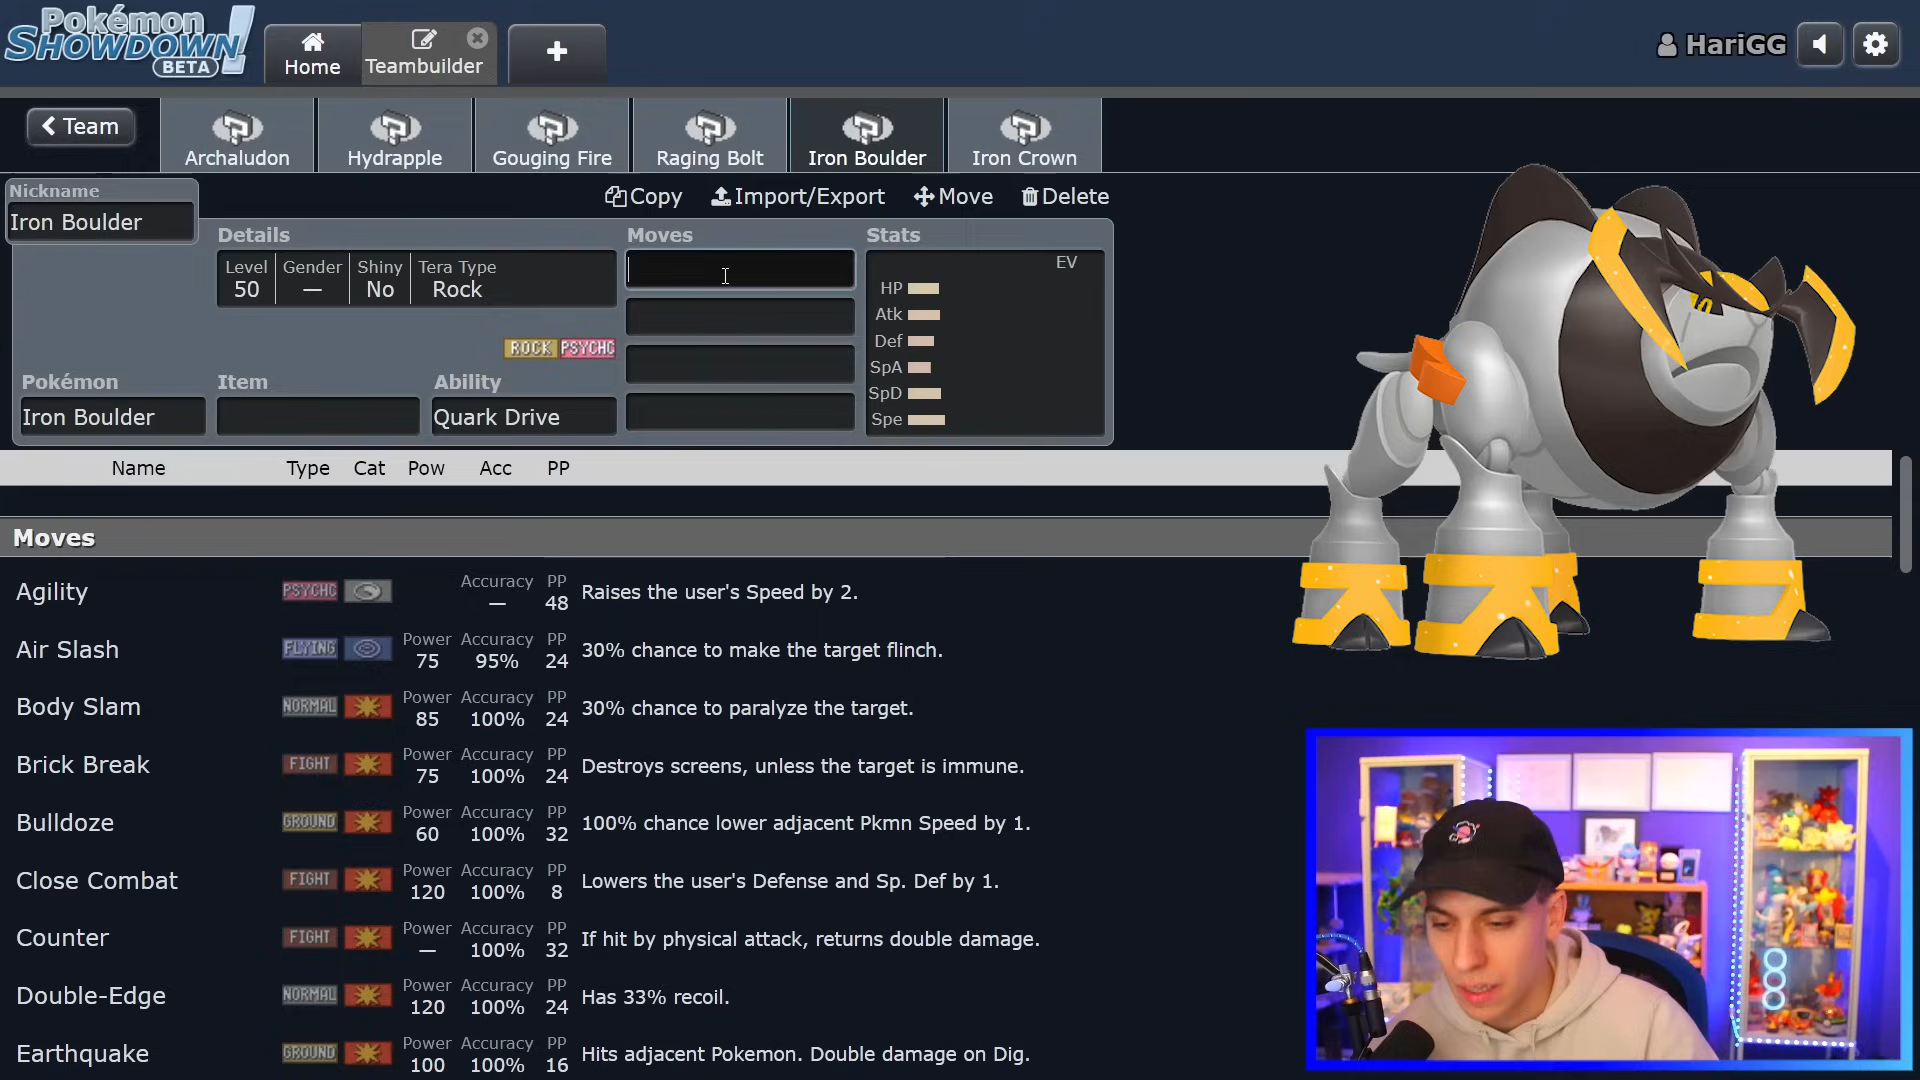 Pokémon
SHOWDOWN!
BETA
Home
Teambuilder
+
HariGG
Team
Archaludon
Hydrapple
Gouging Fire
Raging Bolt
Iron Boulder
Iron Crown
Copy
Import/Export
Move
Delete
Nickname
Iron Boulder
Details
Level Gender Shiny Tera Type
50 — No Rock
ROCK PSYCHC
Pokémon
Iron Boulder
Item
Ability
Quark Drive
Moves
Stats
EV
HP
Atk
Def
SpA
SpD
Spe
Name Type Cat Pow Acc PP
Moves
Agility PSYCHC Accuracy — PP 48 Raises the user's Speed by 2.
Air Slash FLYING Power 75 Accuracy 95% PP 24 30% chance to make the target flinch.
Body Slam NORMAL Power 85 Accuracy 100% PP 24 30% chance to paralyze the target.
Brick Break FIGHT Power 75 Accuracy 100% PP 24 Destroys screens, unless the target is immune.
Bulldoze GROUND Power 60 Accuracy 100% PP 32 100% chance lower adjacent Pkmn Speed by 1.
Close Combat FIGHT Power 120 Accuracy 100% PP 8 Lowers the user's Defense and Sp. Def by 1.
Counter FIGHT Power — Accuracy 100% PP 32 If hit by physical attack, returns double damage.
Double-Edge NORMAL Power 120 Accuracy 100% PP 24 Has 33% recoil.
Earthquake GROUND Power 100 Accuracy 100% PP 16 Hits adjacent Pokemon. Double damage on Dig.